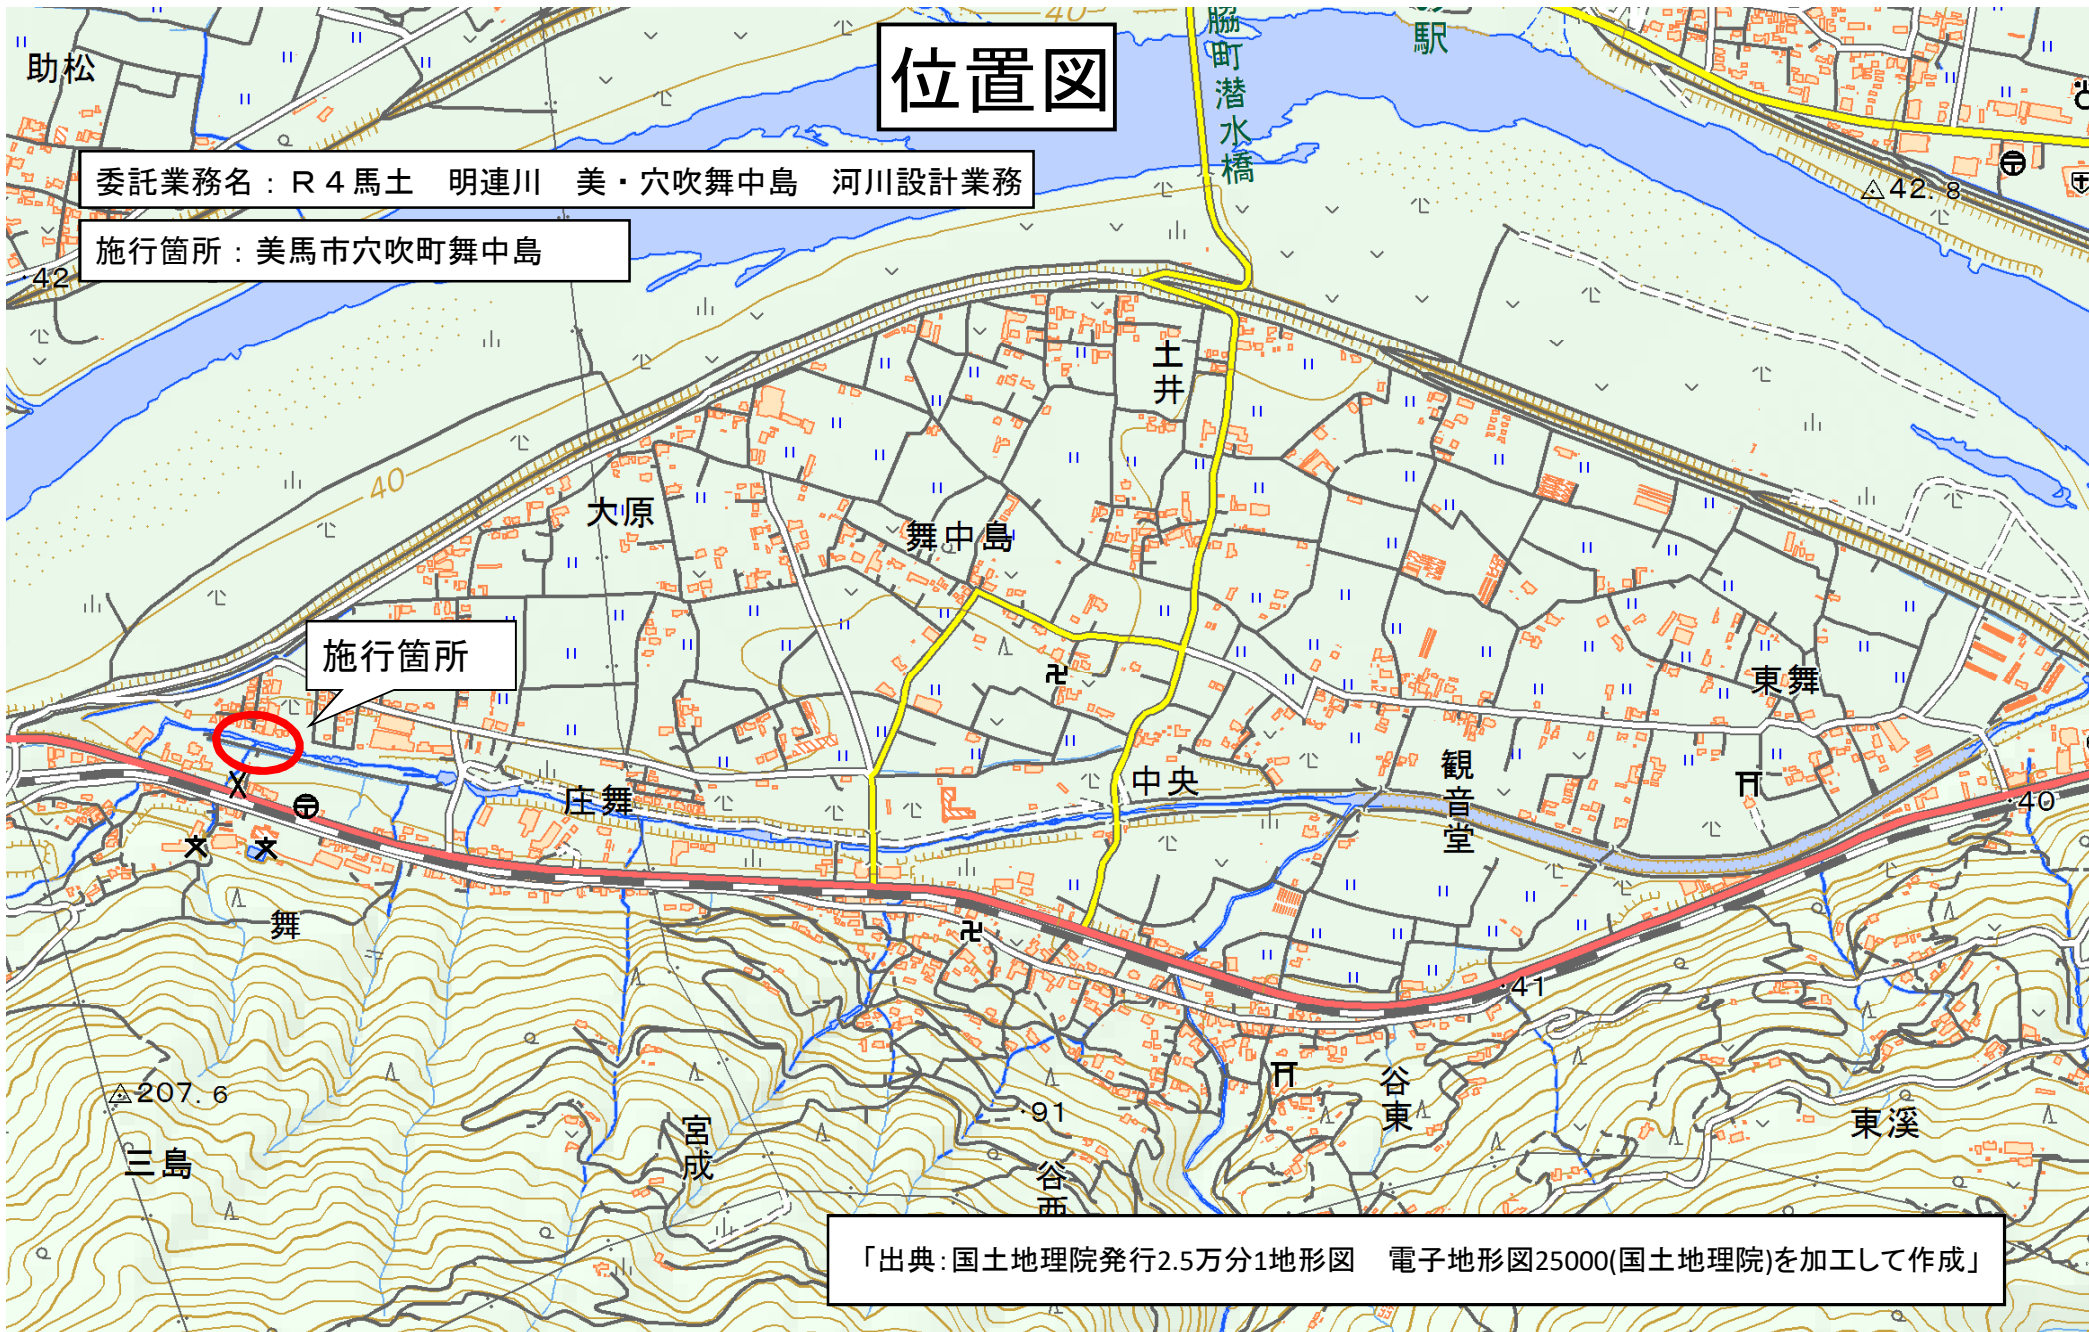 位置図
委託業務名：Ｒ４馬土　明連川　美・穴吹舞中島　河川設計業務
施行箇所：美馬市穴吹町舞中島
助松
40
脇町潜水橋
駅
42.8
42
土井
40
大原
舞中島
施行箇所
東舞
観音堂
中央
庄舞
40
舞
41
207.6
三島
宮成
91
谷西
谷東
東溪
「出典：国土地理院発行2.5万分1地形図　電子地形図25000(国土地理院)を加工して作成」